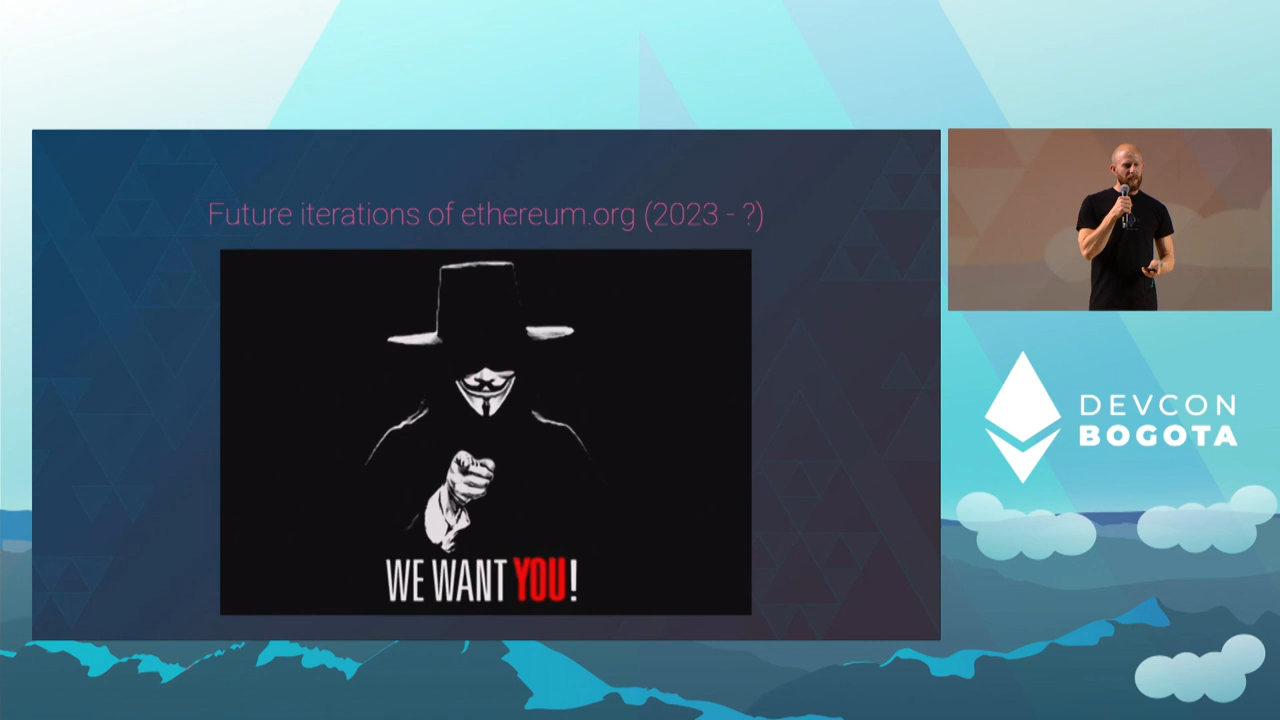 Future iterations of ethereum.org (2023 - ?)
WE WANT YOU!
DEVCON
BOGOTA